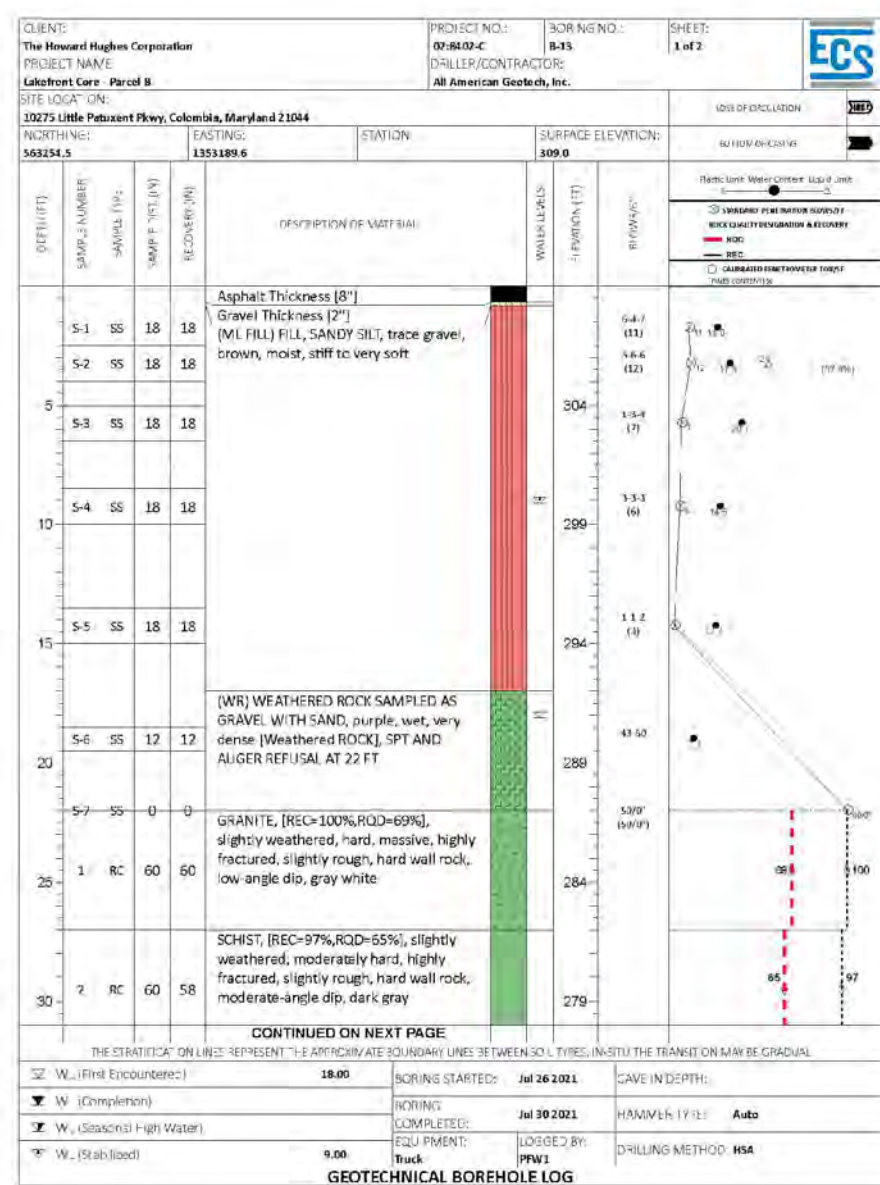 CLIENT:
The Howard Hughes Corporation
PROJECT NO.:
02:8402-C
BORING NO.:
B-13
SHEET:
1 of 2
ECS
PROJECT NAME:
Lakefront Core - Parcel B
DRILLER/CONTRACTOR:
All American Geotech, Inc.
SITE LOCATION:
10275 Little Patuxent Pkwy, Colombia, Maryland 21044
LOSS OF CIRCULATION
NORTHING:
563254.5
EASTING:
1353189.6
STATION
SURFACE ELEVATION:
309.0
BOTTOM OF CASING
DEPTH (FT)
SAMPLE NUMBER
SAMPLE TYPE
SAMPLE DIST. (IN)
RECOVERY (IN)
DESCRIPTION OF MATERIAL
WATER LEVELS
ELEVATION (FT)
BLOWS/6"
Plastic Limit Water Content Liquid Limit
STANDARD PENETRATION BLOWS/FT
ROCK QUALITY DESIGNATION & RECOVERY
RQD
REC
CALIBRATED PENETROMETER TON/SF
Asphalt Thickness [8"]
Gravel Thickness [2"]
(ML FILL) FILL, SANDY SILT, trace gravel,
brown, moist, stiff to very soft
S-1 SS 18 18
(11)
S-2 SS 18 18
(12)
5
304
S-3 SS 18 18
(7)
S-4 SS 18 18
3-3-3
(6)
10
299
S-5 SS 18 18
1-1-2
(3)
15
294
(WR) WEATHERED ROCK SAMPLED AS
GRAVEL WITH SAND, purple, wet, very
dense [Weathered ROCK], SPT AND
AUGER REFUSAL AT 22 FT
S-6 SS 12 12
43-50
20
289
S-7 SS 0 0
50/0"
(50/0")
GRANITE, [REC=100%,RQD=69%],
slightly weathered, hard, massive, highly
fractured, slightly rough, hard wall rock,
low-angle dip, gray white
1 RC 60 60
69
100
25
284
SCHIST, [REC=97%,RQD=65%], slightly
weathered, moderately hard, highly
fractured, slightly rough, hard wall rock,
moderate-angle dip, dark gray
2 RC 60 58
65
97
30
279
CONTINUED ON NEXT PAGE
THE STRATIFICATION LINES REPRESENT THE APPROXIMATE BOUNDARY LINES BETWEEN SOIL TYPES. IN-SITU THE TRANSITION MAY BE GRADUAL
WL (First Encountered) 18.00
BORING STARTED: Jul 26 2021
CAVE IN DEPTH:
WL (Completion)
BORING
COMPLETED: Jul 30 2021
HAMMER TYPE: Auto
WL (Seasonal High Water)
EQUIPMENT:
Truck
LOGGED BY:
PFW1
DRILLING METHOD: HSA
WL (Stabilized) 9.00
GEOTECHNICAL BOREHOLE LOG